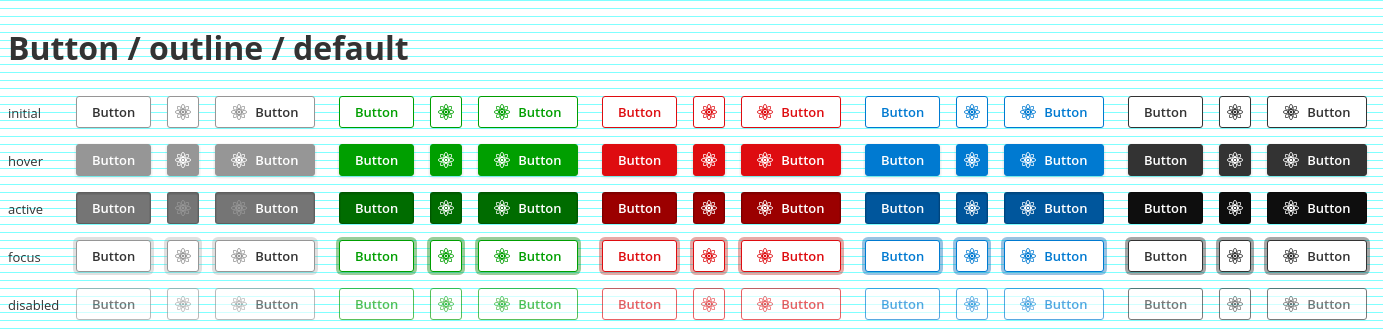 Button / outline / default
initial Button Button Button Button Button Button Button Button Button Button
hover Button Button Button Button Button Button Button Button Button Button
active Button Button Button Button Button Button Button Button Button Button
focus Button Button Button Button Button Button Button Button Button Button
disabled Button Button Button Button Button Button Button Button Button Button